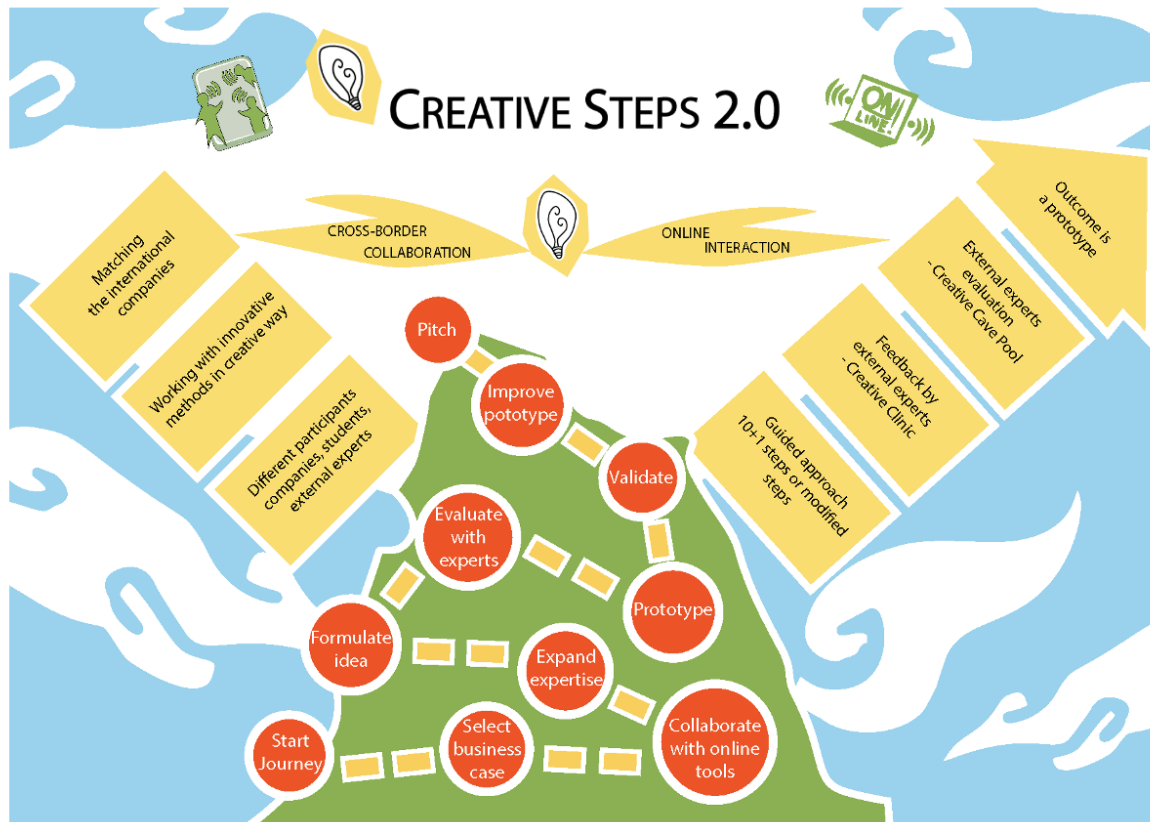 CREATIVE STEPS 2.0
ON
LINE.
CROSS-BORDER
COLLABORATION
ONLINE
INTERACTION
Matching
the international
companies
Working with innovative
methods in creative way
Different participants
companies, students,
external experts
Outcome is
a prototype
External experts
evaluation
- Creative Cave Pool
Feedback by
external experts
- Creative Clinic
Guided approach
10+1 steps or modified
steps
Pitch
Improve
pototype
Validate
Evaluate
with
experts
Prototype
Formulate
idea
Expand
expertise
Start
Journey
Select
business
case
Collaborate
with online
tools